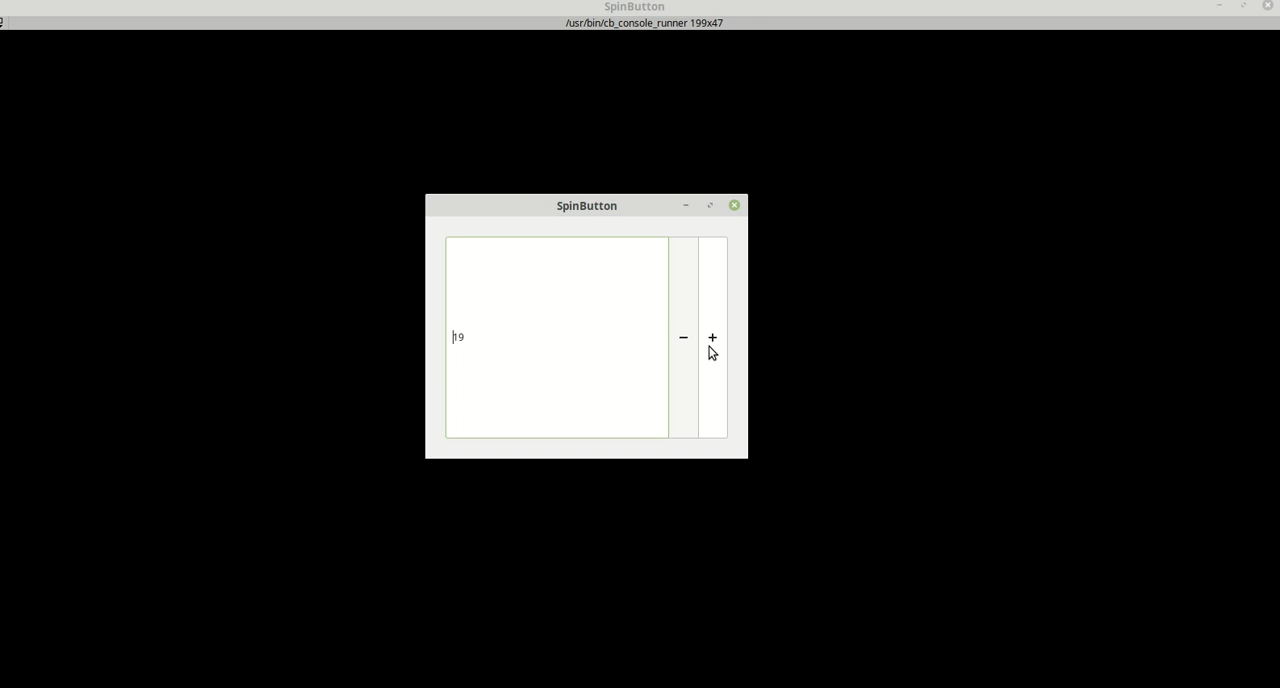 SpinButton
/usr/bin/cb_console_runner 199x47
SpinButton
19
− +